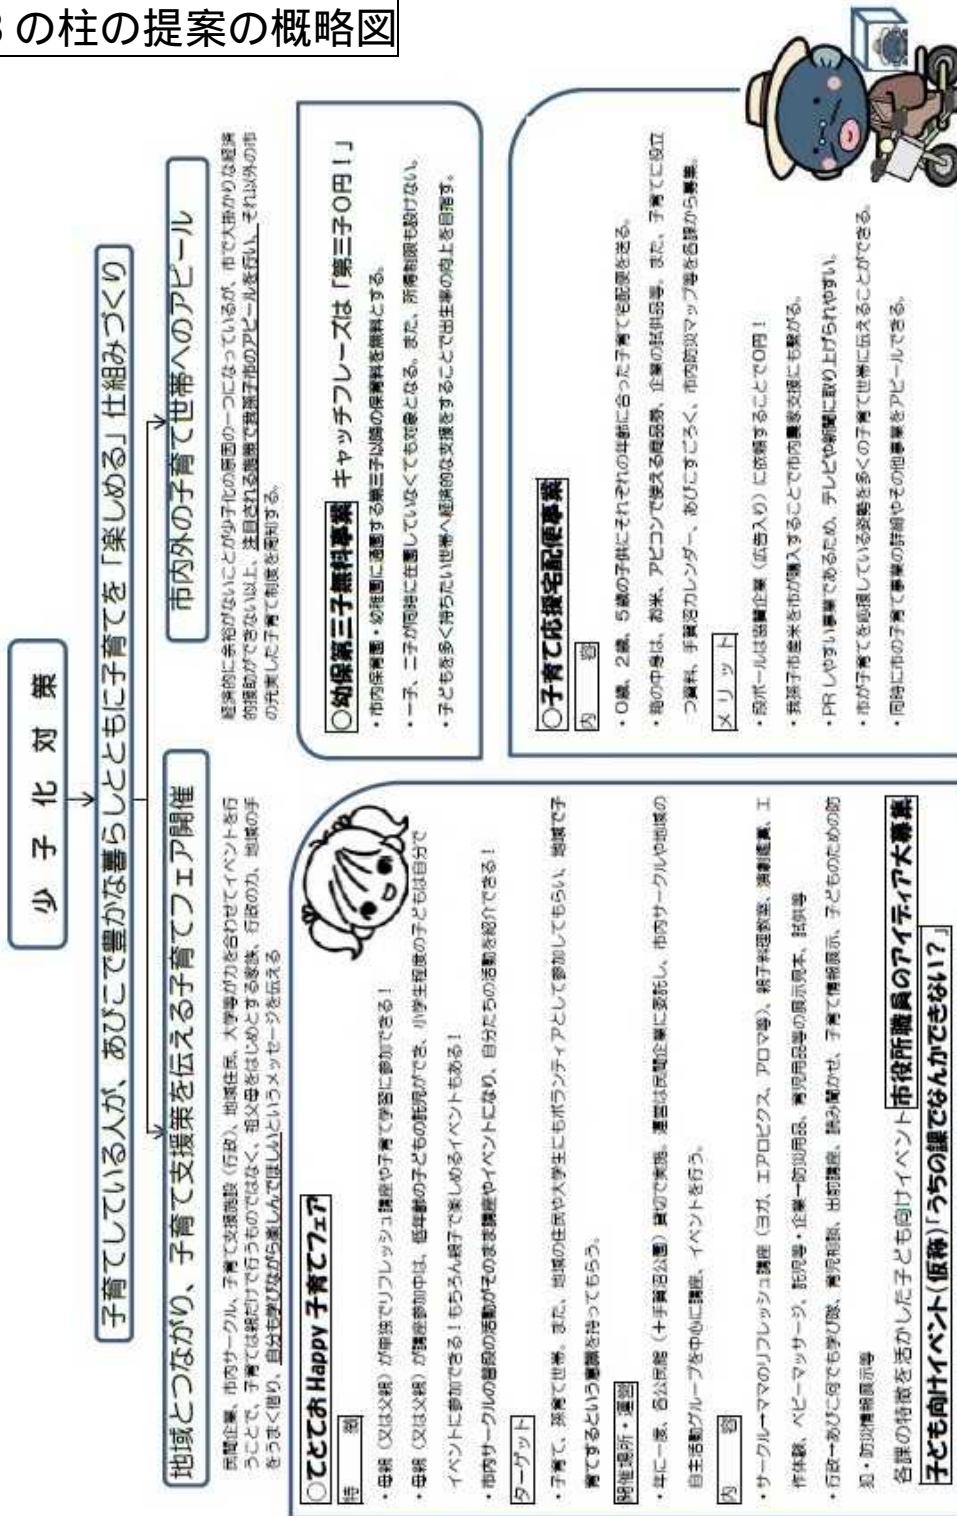 の柱の提案の概略図
少子化対策
子育てしている人が、あびこで豊かな暮らしとともに子育てを「楽しめる」仕組みづくり
地域とつながり、子育て支援策を伝える子育てフェア開催
民間企業、市内サークル、子育て支援施設（行政）、地域住民、大学等が力を合わせてイベントを行
うことで、子育ては親だけで行うものではなく、祖父母をはじめとする家族、行政の力、地域の手
をうまく借り、自分も学びながら楽しんでほしいというメッセージを伝える
○てとてとあ Happy 子育てフェア
特 徴
・母親（又は父親）が単独でリフレッシュ講座や子育て学習に参加できる！
・母親（又は父親）が講座参加中は、低年齢の子どもの託児ができ、小学生程度の子どもは自分で
イベントに参加できる！もちろん親子で楽しめるイベントもある！
・市内サークルの普段の活動がそのまま講座やイベントになり、自分たちの活動を紹介できる！
ターゲット
・子育て、孫育て世帯。また、地域の住民や大学生にもボランティアとして参加してもらい、地域で子
育てするという意識を持ってもらう。
開催場所・運営
・年に一度、各公民館（＋手賀沼公園）貸切で実施。運営は民間企業に委託し、市内サークルや地域の
自主活動グループを中心に講座、イベントを行う。
内 容
・サークル→ママのリフレッシュ講座（ヨガ、エアロビクス、アロマ等）、親子料理教室、演劇鑑賞、工
作体験、ベビーマッサージ、託児等・企業→防災用品、育児用品等の展示見本、試供等
・行政→あびこ何でも学び隊、育児相談、出前講座、読み聞かせ、子育て情報展示、子どものための防
犯・防災情報展示等
各課の特徴を活かした子ども向けイベント市役所職員のアイディア大募集
子ども向けイベント（仮称）「うちの課でなんかできない？」
市内外の子育て世帯へのアピール
経済的に余裕がないことが少子化の原因の一つになっているが、市で大掛かりな経済
的援助ができない以上、注目される施策で我孫子市のアピールを行い、それ以外の市
の充実した子育て制度を周知する。
○幼保第三子無料事業 キャッチフレーズは「第三子0円！」
・市内保育園・幼稚園に通園する第三子以降の保育料を無料とする。
・一子、二子が同時に在園していなくても対象となる。また、所得制限も設けない。
・子どもを多く持ちたい世帯へ経済的な支援をすることで出生率の向上を目指す。
○子育て応援宅配便事業
内 容
・0歳、2歳、5歳の子供にそれぞれの年齢に合った子育て宅配便を送る。
・箱の中身は、お米、アビコンで使える商品券、企業の試供品等。また、子育てに役立
つ資料、手賀沼カレンダー、あびこすごろく、市内防災マップ等を各課から募集。
メリット
・段ボールは協賛企業（広告入り）に依頼することで0円！
・我孫子市産米を市が購入することで市内農家支援にも繋がる。
・PRしやすい事業であるため、テレビや新聞に取り上げられやすい。
・市が子育てを応援している姿勢を多くの子育て世帯に伝えることができる。
・同時に市の子育て事業の詳細やその他事業をアピールできる。